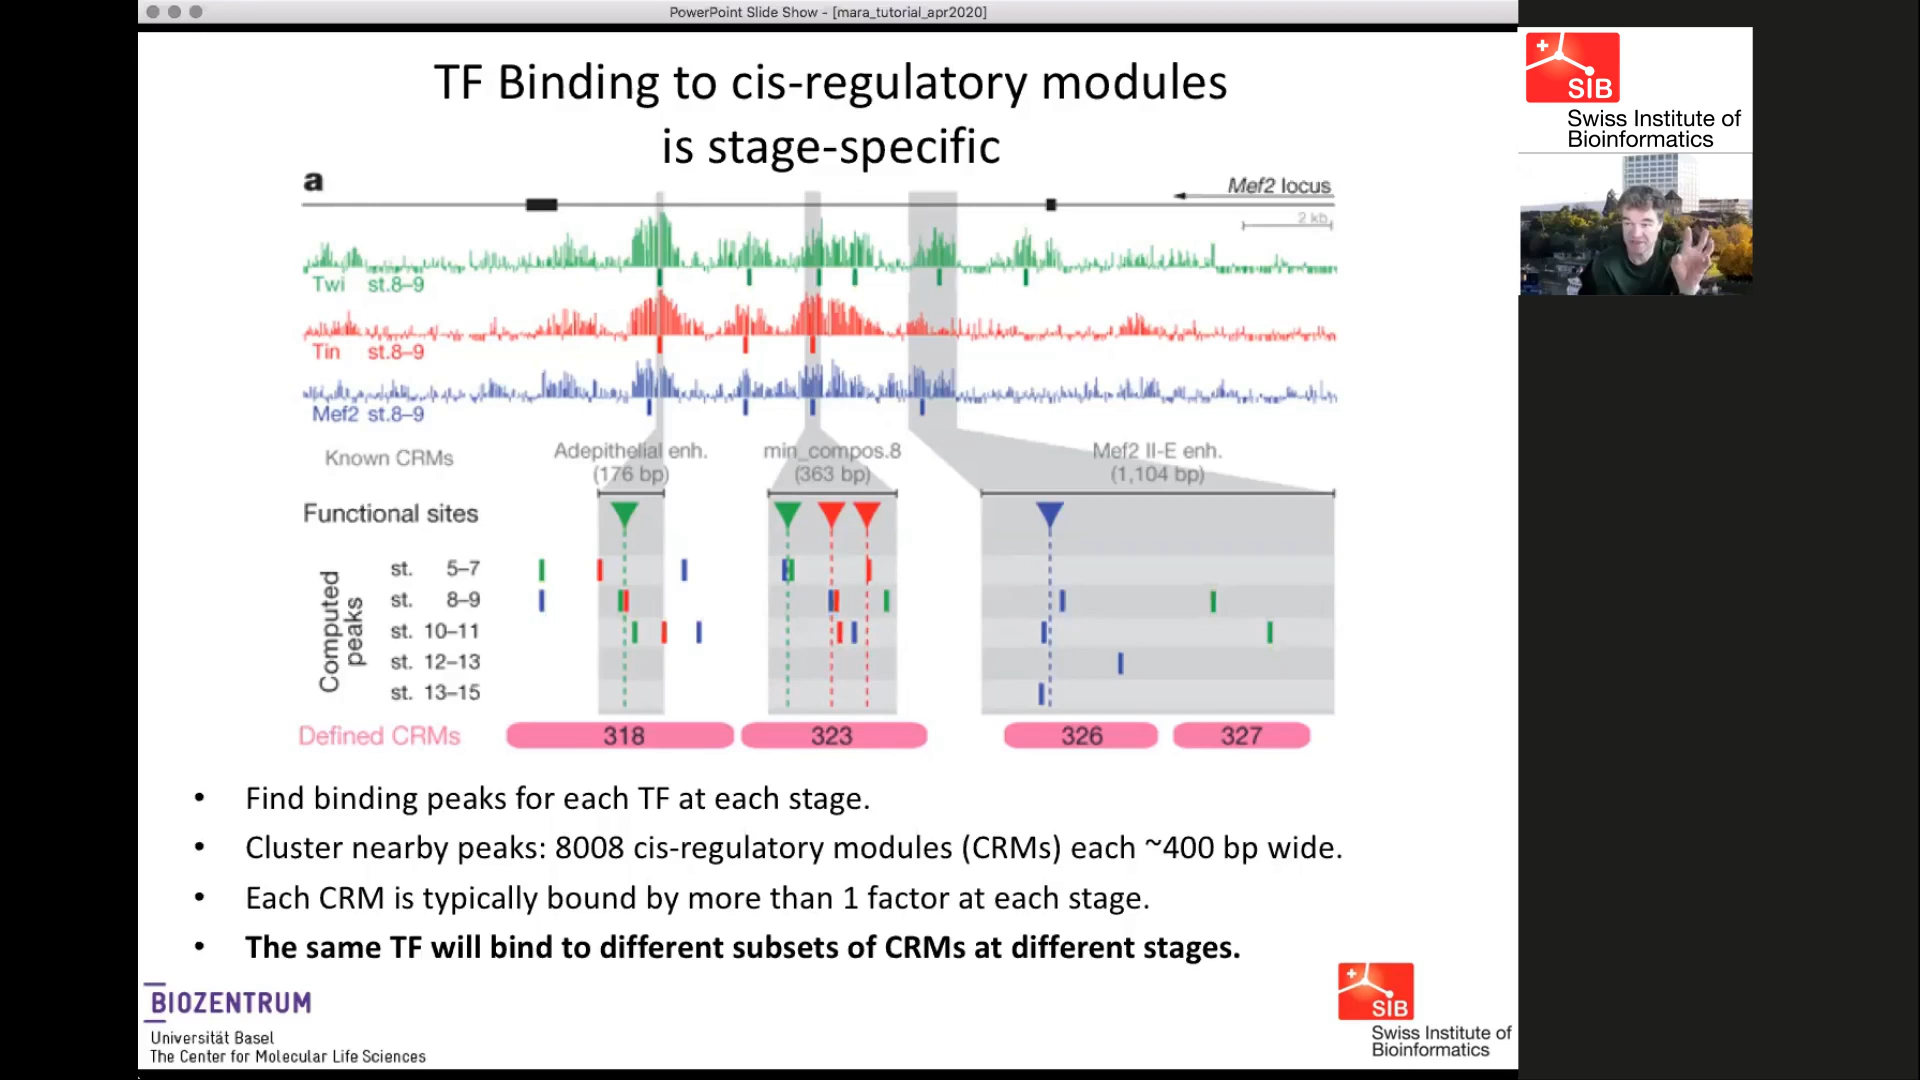 PowerPoint Slide Show - [mara_tutorial_apr2020]
TF Binding to cis-regulatory modules
is stage-specific
a
Mef2 locus
2 kb
Twi st.8–9
Tin st.8–9
Mef2 st.8–9
Known CRMs
Adepithelial enh.
(176 bp)
min_compos.8
(363 bp)
Mef2 II-E enh.
(1,104 bp)
Functional sites
Computed
peaks
st. 5–7
st. 8–9
st. 10–11
st. 12–13
st. 13–15
Defined CRMs
318
323
326
327
• Find binding peaks for each TF at each stage.
• Cluster nearby peaks: 8008 cis-regulatory modules (CRMs) each ~400 bp wide.
• Each CRM is typically bound by more than 1 factor at each stage.
• The same TF will bind to different subsets of CRMs at different stages.
BIOZENTRUM
Universität Basel
The Center for Molecular Life Sciences
SIB
Swiss Institute of
Bioinformatics
SIB
Swiss Institute of
Bioinformatics